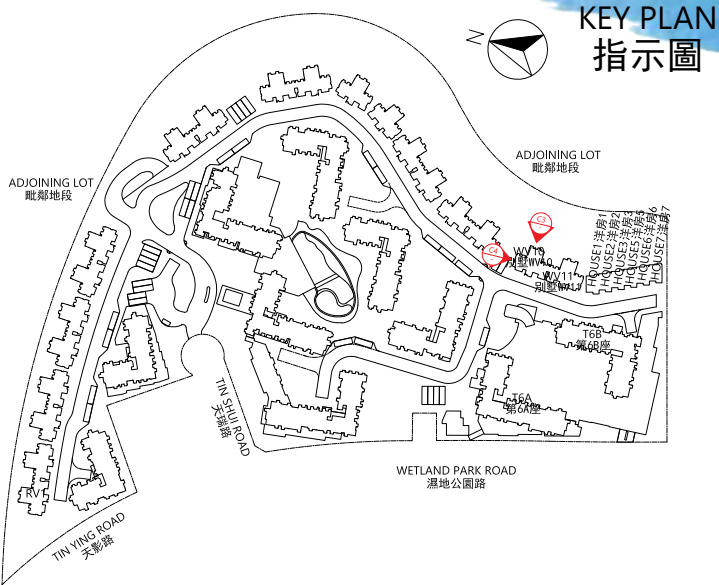 KEY PLAN
指示圖
N
ADJOINING LOT
毗鄰地段
ADJOINING LOT
毗鄰地段
C3
C4
WV10
別墅WV10
WV11
別墅WV11
HOUSE1洋房1
HOUSE2洋房2
HOUSE3洋房3
HOUSE5洋房5
HOUSE6洋房6
HOUSE7洋房7
T6B
第6B座
T6A
第6A座
TIN SHUI ROAD
天瑞路
WETLAND PARK ROAD
濕地公園路
RV1
TIN YING ROAD
天影路